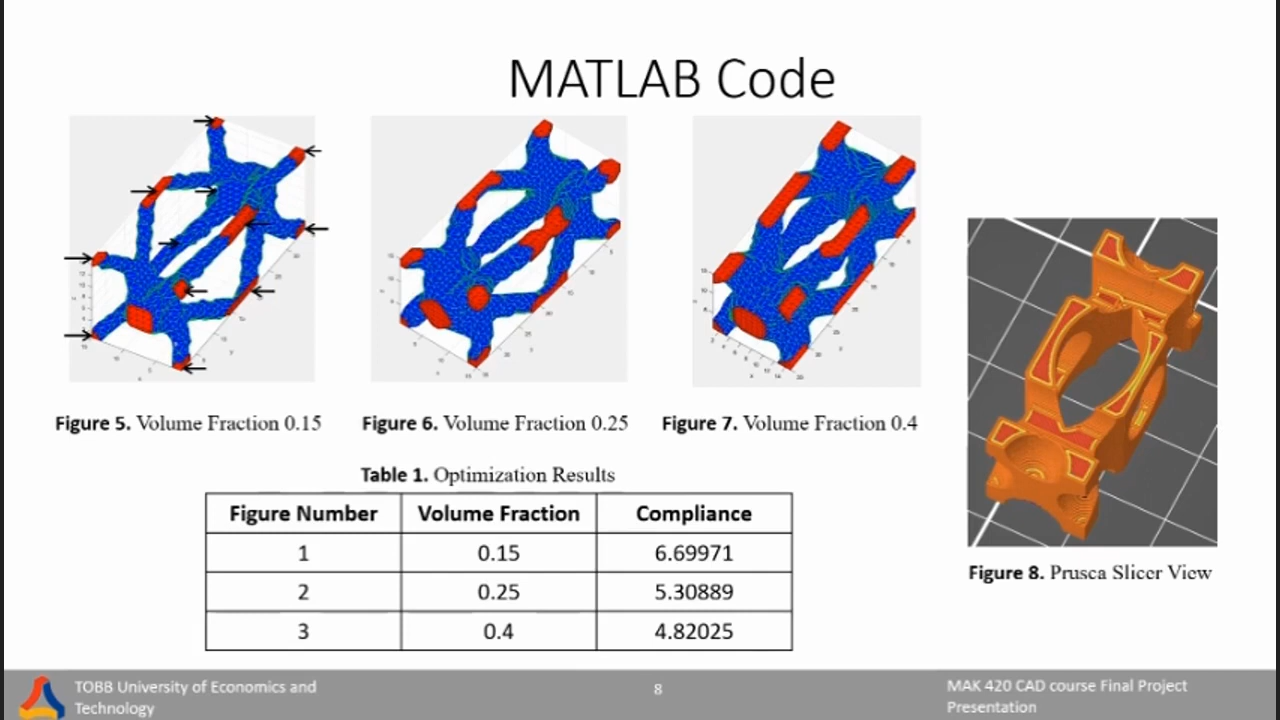 MATLAB Code
Figure 5. Volume Fraction 0.15
Figure 6. Volume Fraction 0.25
Figure 7. Volume Fraction 0.4
Table 1. Optimization Results
Figure Number Volume Fraction Compliance
1 0.15 6.69971
2 0.25 5.30889
3 0.4 4.82025
Figure 8. Prusca Slicer View
TOBB University of Economics and
Technology
8
MAK 420 CAD course Final Project
Presentation